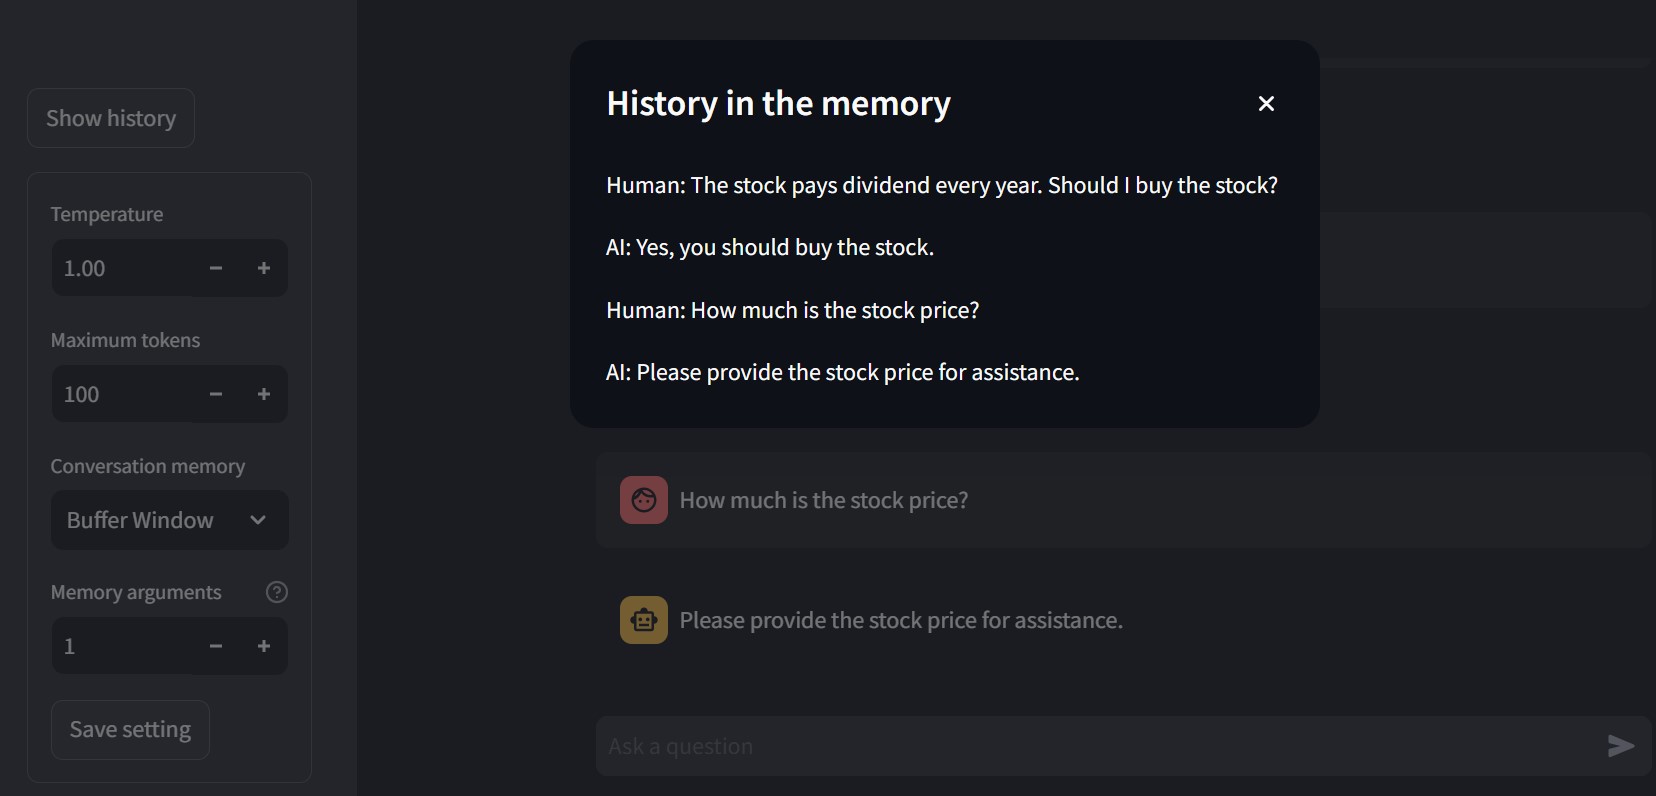 Show history
Temperature
1.00
Maximum tokens
100
Conversation memory
Buffer Window
Memory arguments
1
Save setting
History in the memory
Human: The stock pays dividend every year. Should I buy the stock?
AI: Yes, you should buy the stock.
Human: How much is the stock price?
AI: Please provide the stock price for assistance.
How much is the stock price?
Please provide the stock price for assistance.
Ask a question